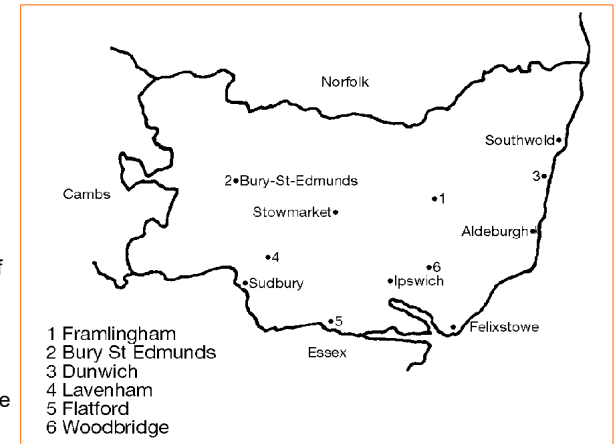 Norfolk
Southwold
2 Bury-St-Edmunds
3
Cambs
1
Stowmarket
Aldeburgh
4
6
Sudbury
Ipswich
5
Felixstowe
Essex
1 Framlingham
2 Bury St Edmunds
3 Dunwich
4 Lavenham
5 Flatford
6 Woodbridge